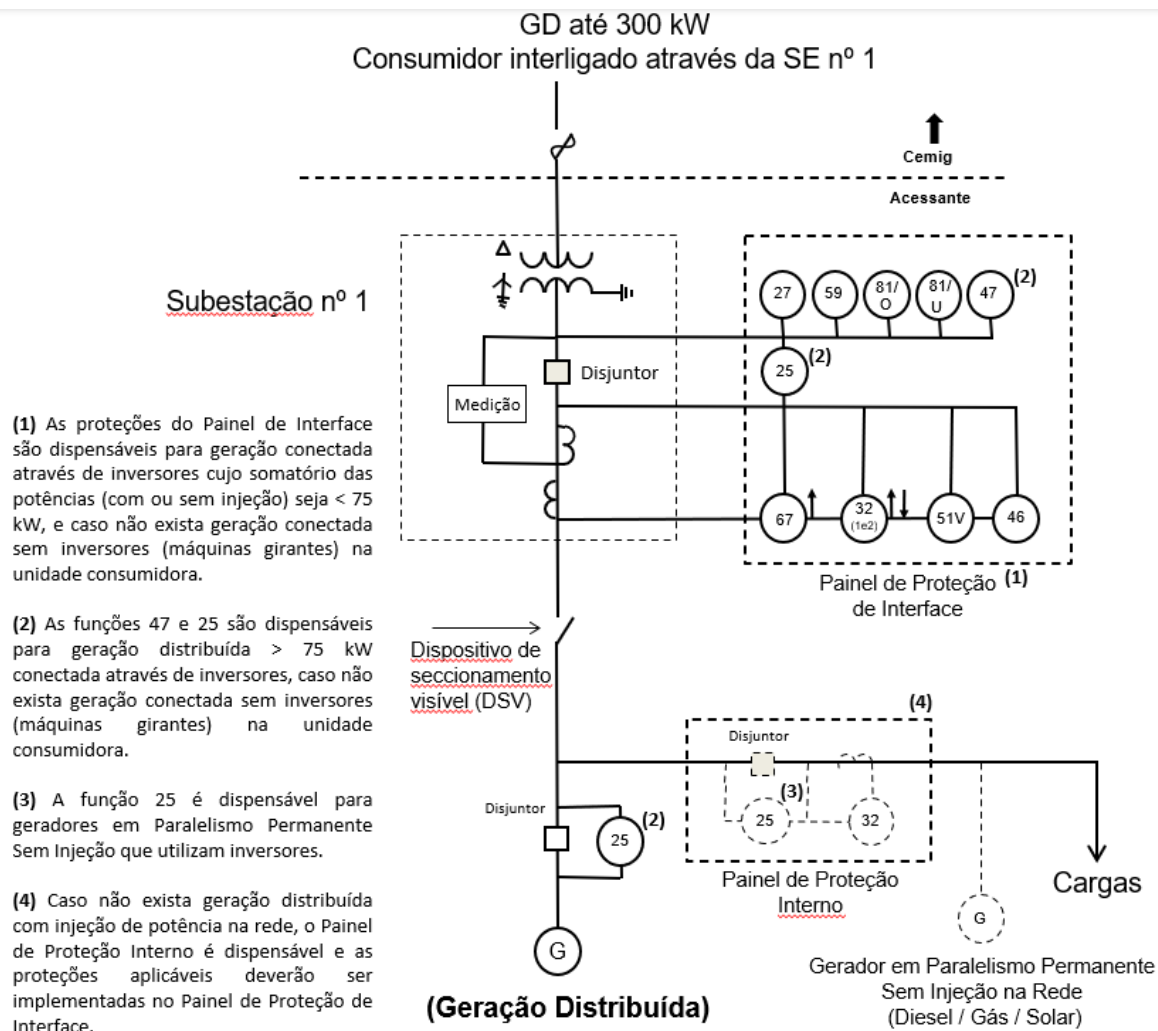 GD até 300 kW
Consumidor interligado através da SE nº 1
Cemig
Acessante
Subestação nº 1
Δ
27
59
81/
O
81/
U
47
(2)
25
(2)
Disjuntor
Medição
67
32
(1e2)
51V
46
Painel de Proteção (1)
de Interface
(1) As proteções do Painel de Interface
são dispensáveis para geração conectada
através de inversores cujo somatório das
potências (com ou sem injeção) seja < 75
kW, e caso não exista geração conectada
sem inversores (máquinas girantes) na
unidade consumidora.
(2) As funções 47 e 25 são dispensáveis
para geração distribuída > 75 kW
conectada através de inversores, caso não
exista geração conectada sem inversores
(máquinas girantes) na unidade
consumidora.
(3) A função 25 é dispensável para
geradores em Paralelismo Permanente
Sem Injeção que utilizam inversores.
(4) Caso não exista geração distribuída
com injeção de potência na rede, o Painel
de Proteção Interno é dispensável e as
proteções aplicáveis deverão ser
implementadas no Painel de Proteção de
Interface.
Dispositivo de
seccionamento
visível (DSV)
(4)
Disjuntor
(3)
25
32
Painel de Proteção
Interno
Disjuntor
25
(2)
G
(Geração Distribuída)
Cargas
G
Gerador em Paralelismo Permanente
Sem Injeção na Rede
(Diesel / Gás / Solar)